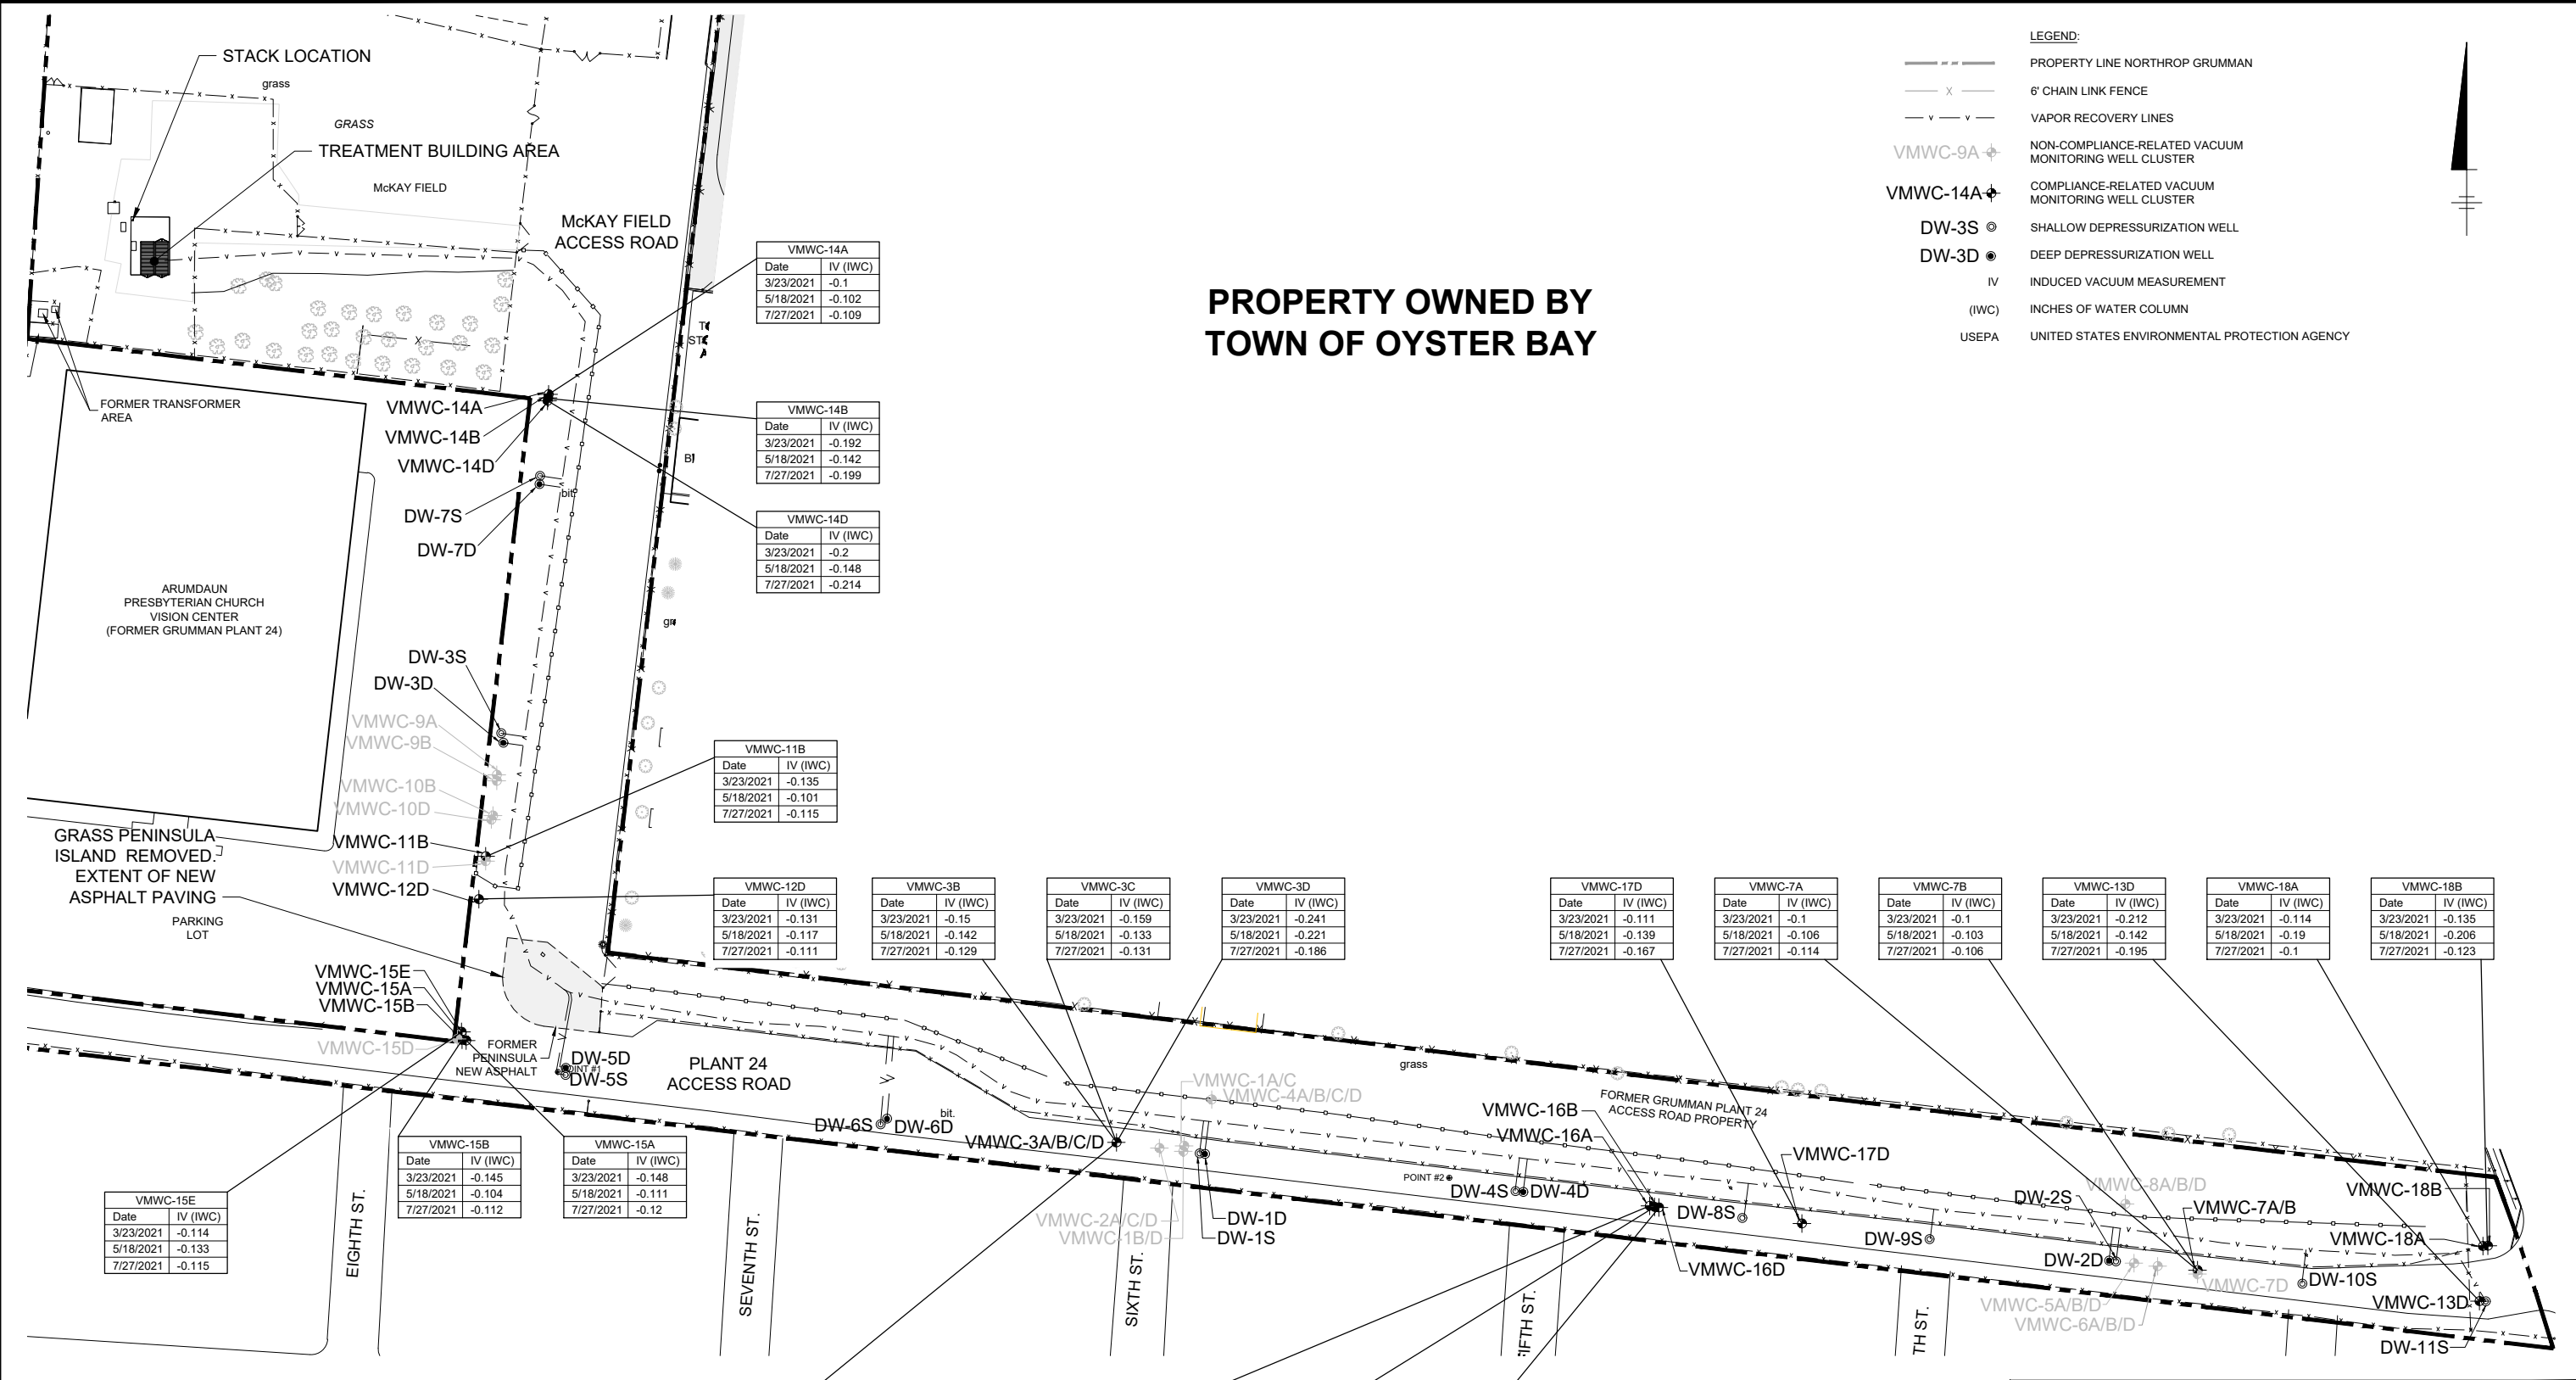 LEGEND:
PROPERTY LINE NORTHROP GRUMMAN
X
6' CHAIN LINK FENCE
V V
VAPOR RECOVERY LINES
VMWC-9A
NON-COMPLIANCE-RELATED VACUUM
MONITORING WELL CLUSTER
VMWC-14A
COMPLIANCE-RELATED VACUUM
MONITORING WELL CLUSTER
DW-3S
SHALLOW DEPRESSURIZATION WELL
DW-3D
DEEP DEPRESSURIZATION WELL
IV
INDUCED VACUUM MEASUREMENT
(IWC)
INCHES OF WATER COLUMN
USEPA
UNITED STATES ENVIRONMENTAL PROTECTION AGENCY
STACK LOCATION
grass
GRASS
TREATMENT BUILDING AREA
McKAY FIELD
McKAY FIELD
ACCESS ROAD
PROPERTY OWNED BY
TOWN OF OYSTER BAY
VMWC-14A
Date IV (IWC)
3/23/2021 -0.1
5/18/2021 -0.102
7/27/2021 -0.109
FORMER TRANSFORMER
AREA
VMWC-14A
VMWC-14B
VMWC-14D
VMWC-14B
Date IV (IWC)
3/23/2021 -0.192
5/18/2021 -0.142
7/27/2021 -0.199
VMWC-14D
Date IV (IWC)
3/23/2021 -0.2
5/18/2021 -0.148
7/27/2021 -0.214
DW-7S
bit.
DW-7D
ARUMDAUN
PRESBYTERIAN CHURCH
VISION CENTER
(FORMER GRUMMAN PLANT 24)
DW-3S
DW-3D
VMWC-9A
VMWC-9B
VMWC-10B
VMWC-10D
VMWC-11B
Date IV (IWC)
3/23/2021 -0.135
5/18/2021 -0.101
7/27/2021 -0.115
GRASS PENINSULA
ISLAND REMOVED.
EXTENT OF NEW
ASPHALT PAVING
PARKING
LOT
VMWC-11B
VMWC-11D
VMWC-12D
VMWC-12D
Date IV (IWC)
3/23/2021 -0.131
5/18/2021 -0.117
7/27/2021 -0.111
VMWC-3B
Date IV (IWC)
3/23/2021 -0.15
5/18/2021 -0.142
7/27/2021 -0.129
VMWC-3C
Date IV (IWC)
3/23/2021 -0.159
5/18/2021 -0.133
7/27/2021 -0.131
VMWC-3D
Date IV (IWC)
3/23/2021 -0.241
5/18/2021 -0.221
7/27/2021 -0.186
VMWC-17D
Date IV (IWC)
3/23/2021 -0.111
5/18/2021 -0.139
7/27/2021 -0.167
VMWC-7A
Date IV (IWC)
3/23/2021 -0.1
5/18/2021 -0.106
7/27/2021 -0.114
VMWC-7B
Date IV (IWC)
3/23/2021 -0.1
5/18/2021 -0.103
7/27/2021 -0.106
VMWC-13D
Date IV (IWC)
3/23/2021 -0.212
5/18/2021 -0.142
7/27/2021 -0.195
VMWC-18A
Date IV (IWC)
3/23/2021 -0.114
5/18/2021 -0.19
7/27/2021 -0.1
VMWC-18B
Date IV (IWC)
3/23/2021 -0.135
5/18/2021 -0.206
7/27/2021 -0.123
VMWC-15E
VMWC-15A
VMWC-15B
VMWC-15D
FORMER
PENINSULA
NEW ASPHALT
DW-5D
DW-5S
PLANT 24
ACCESS ROAD
DW-6S
DW-6D
bit.
VMWC-3A/B/C/D
VMWC-1A/C
VMWC-4A/B/C/D
VMWC-2A/C/D
VMWC-1B/D
DW-1D
DW-1S
grass
FORMER GRUMMAN PLANT 24
ACCESS ROAD PROPERTY
VMWC-16B
VMWC-16A
VMWC-17D
POINT #2
DW-4S
DW-4D
DW-8S
VMWC-16D
DW-9S
DW-2S
DW-2D
VMWC-8A/B/D
VMWC-7A/B
VMWC-7D
VMWC-5A/B/D
VMWC-6A/B/D
VMWC-18B
VMWC-18A
DW-10S
VMWC-13D
DW-11S
VMWC-15E
Date IV (IWC)
3/23/2021 -0.114
5/18/2021 -0.133
7/27/2021 -0.115
VMWC-15B
Date IV (IWC)
3/23/2021 -0.145
5/18/2021 -0.104
7/27/2021 -0.112
VMWC-15A
Date IV (IWC)
3/23/2021 -0.148
5/18/2021 -0.111
7/27/2021 -0.12
EIGHTH ST.
SEVENTH ST.
SIXTH ST.
IFTH ST.
TH ST.